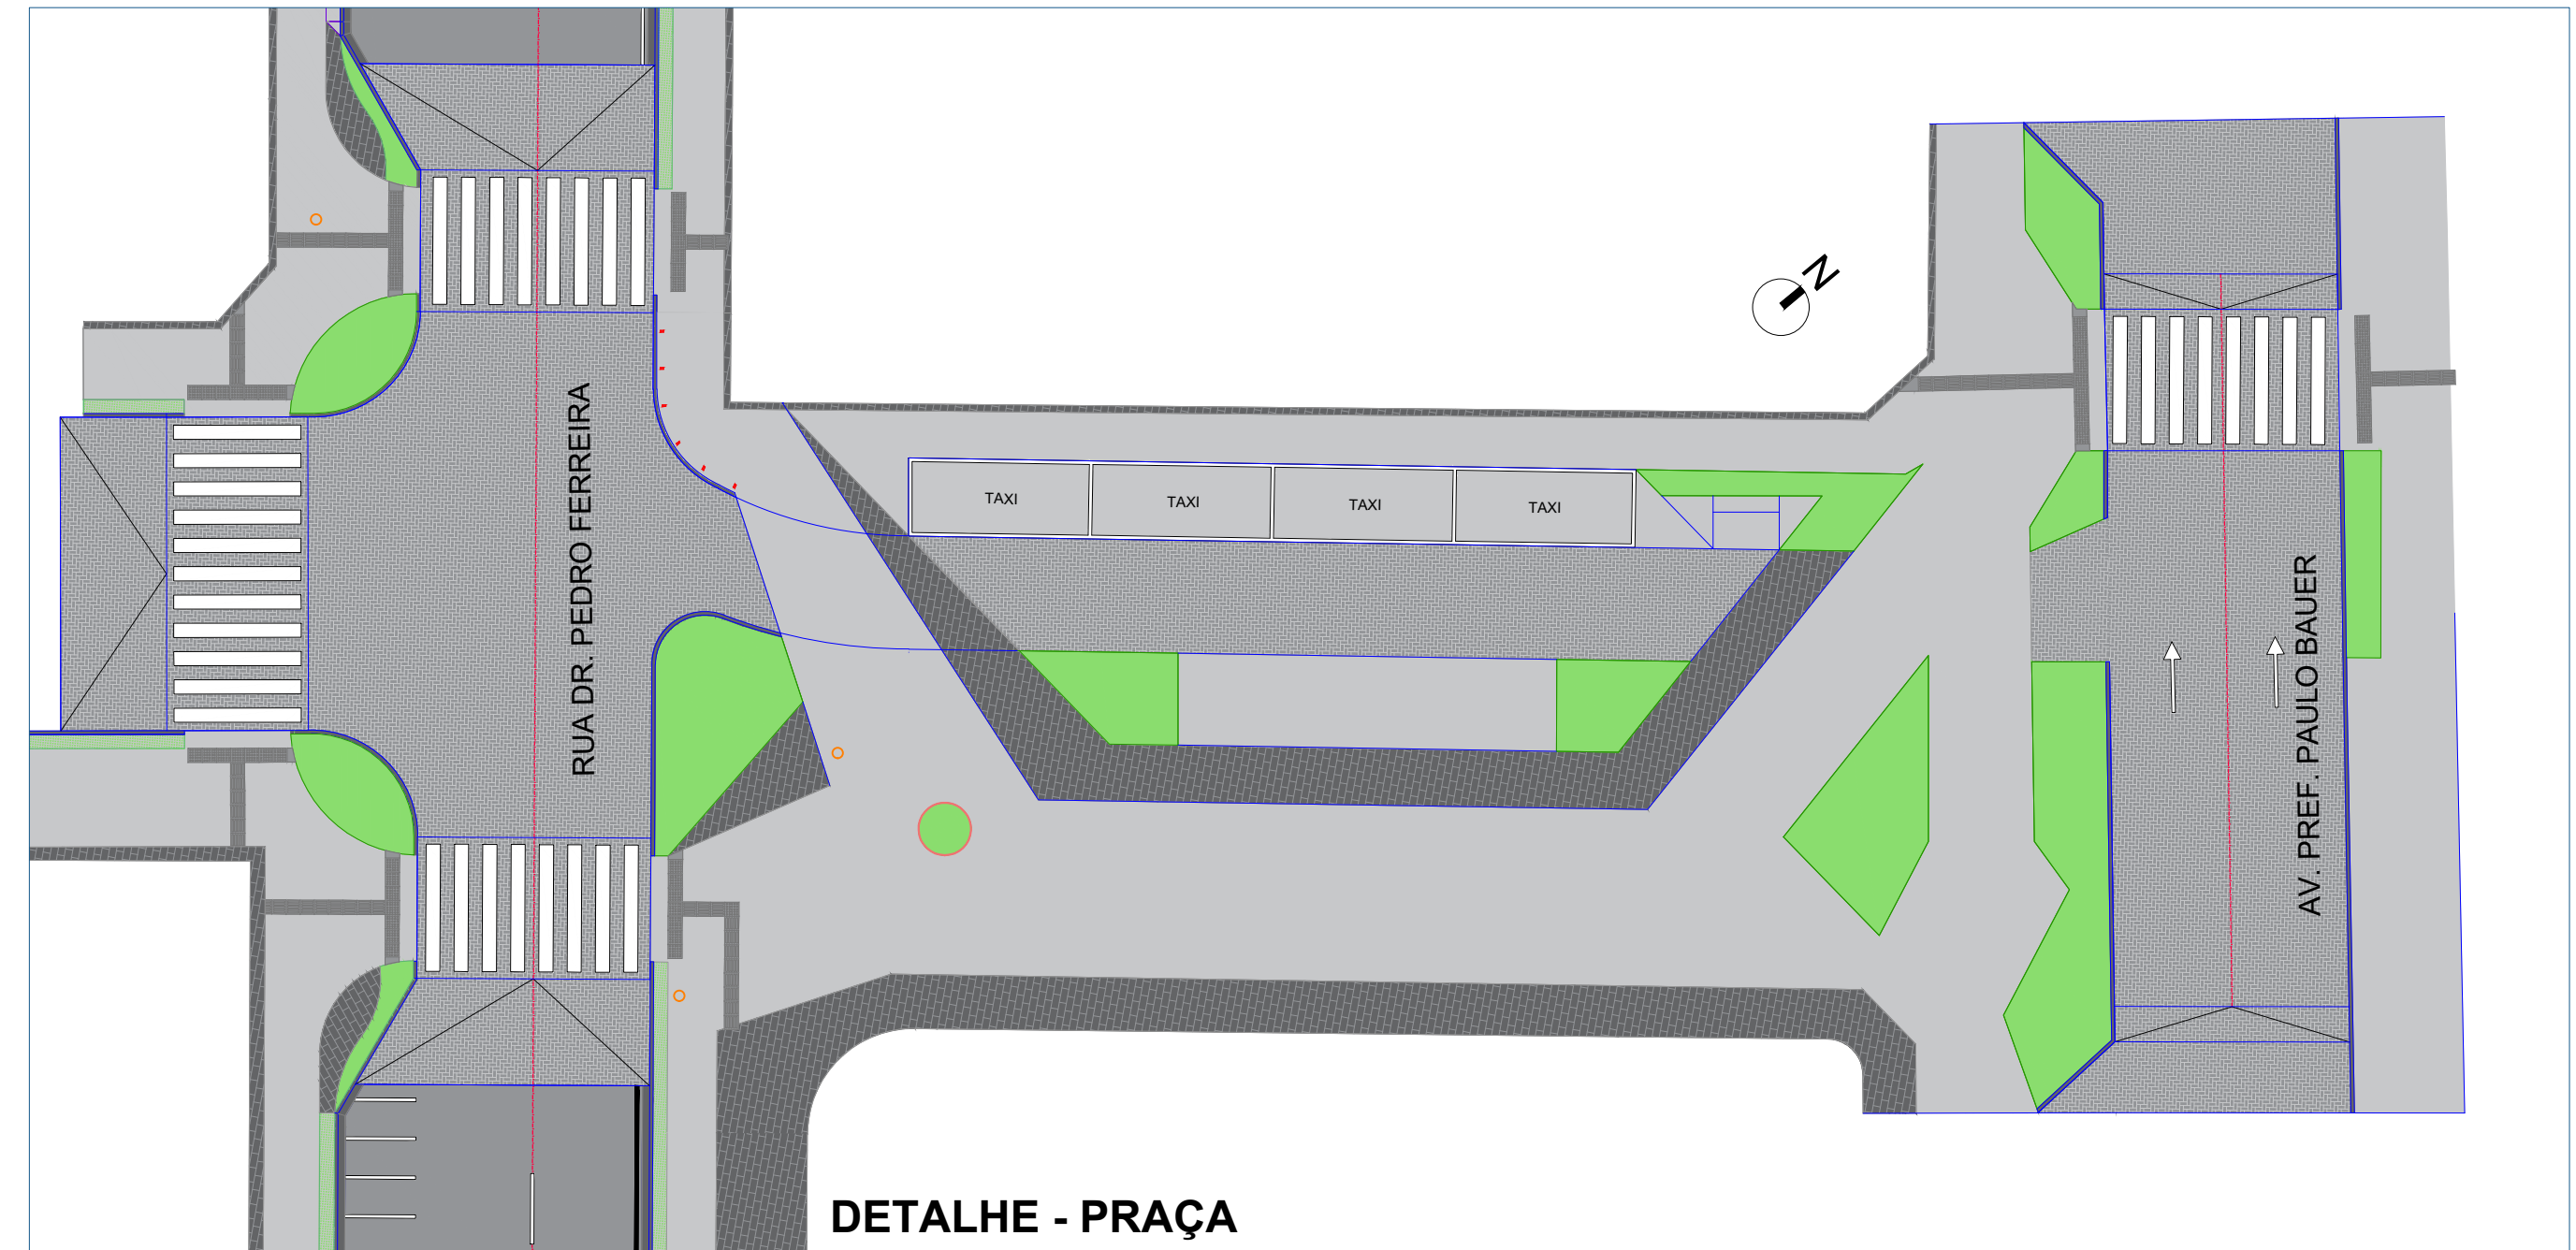 N
RUA DR. PEDRO FERREIRA
TAXI
TAXI
TAXI
TAXI
AV. PREF. PAULO BAUER
DETALHE - PRAÇA